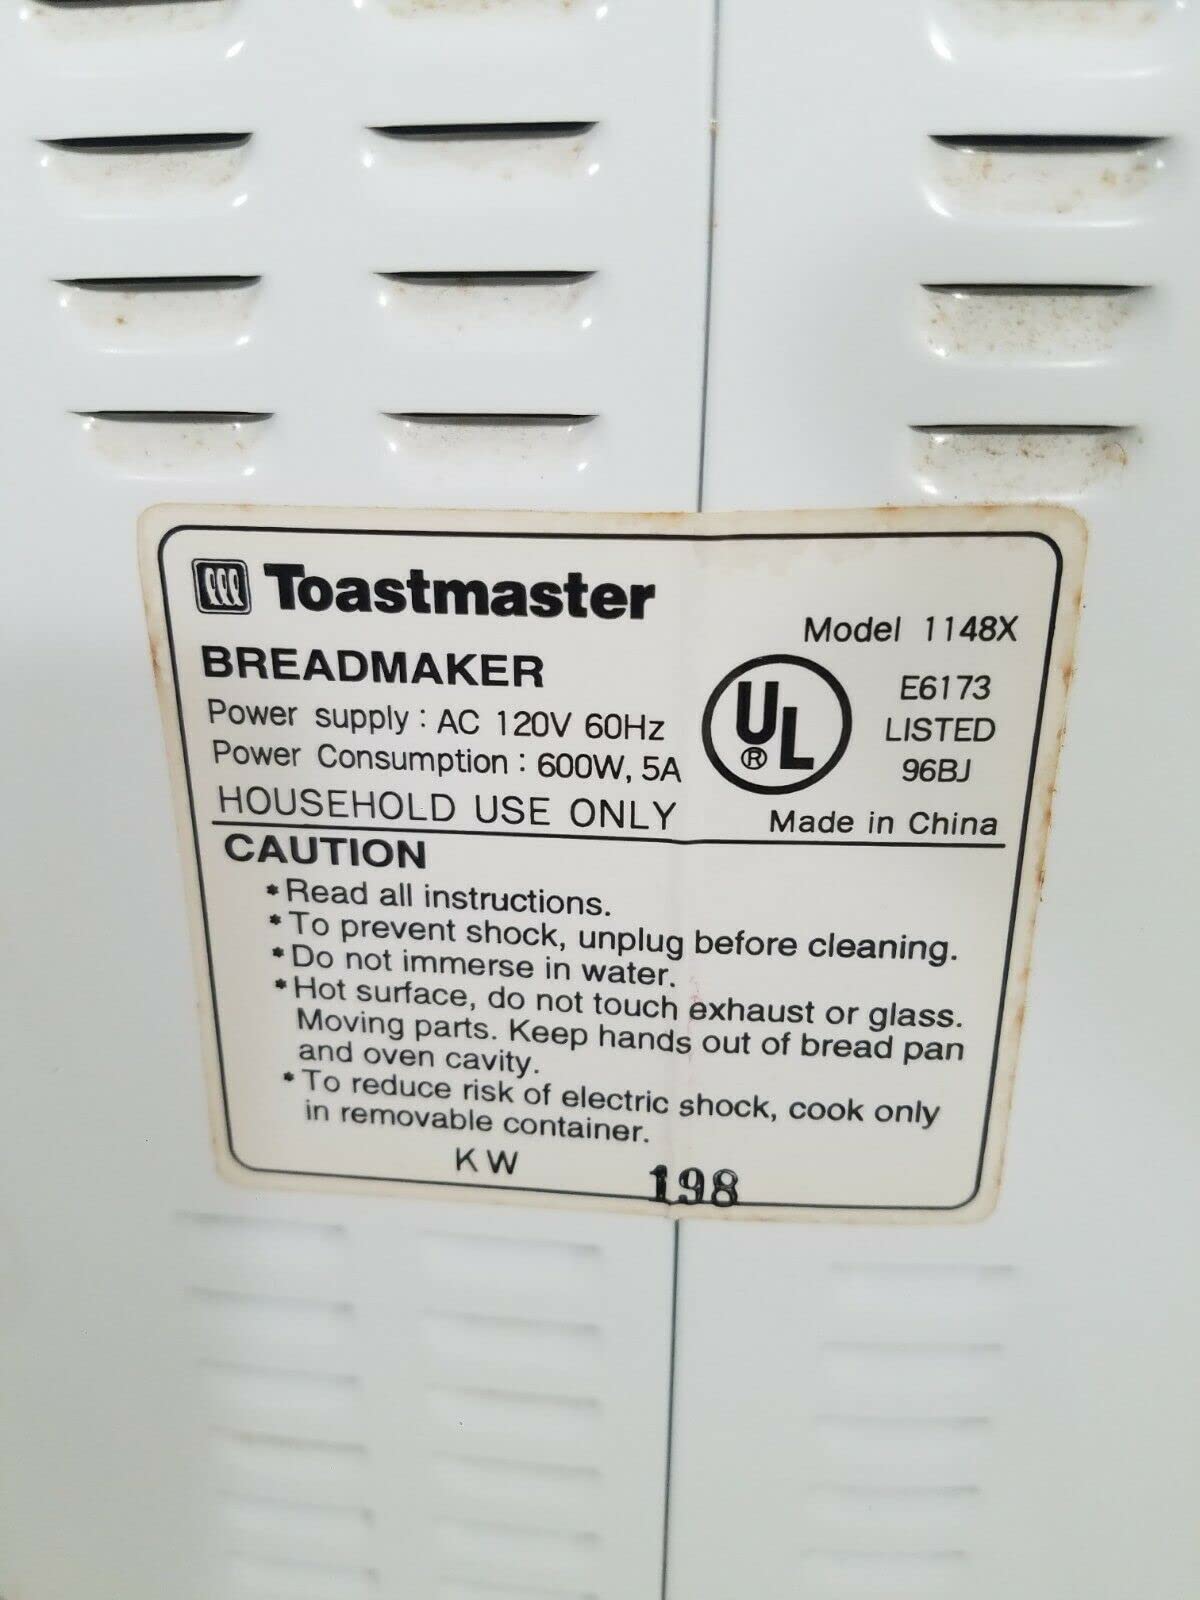 Toastmaster
Model 1148X
BREADMAKER
Power supply : AC 120V 60Hz
Power Consumption : 600W, 5A
HOUSEHOLD USE ONLY
UL
®
E6173
LISTED
96BJ
Made in China
CAUTION
* Read all instructions.
* To prevent shock, unplug before cleaning.
* Do not immerse in water.
* Hot surface, do not touch exhaust or glass.
Moving parts. Keep hands out of bread pan
and oven cavity.
* To reduce risk of electric shock, cook only
in removable container.
KW
198